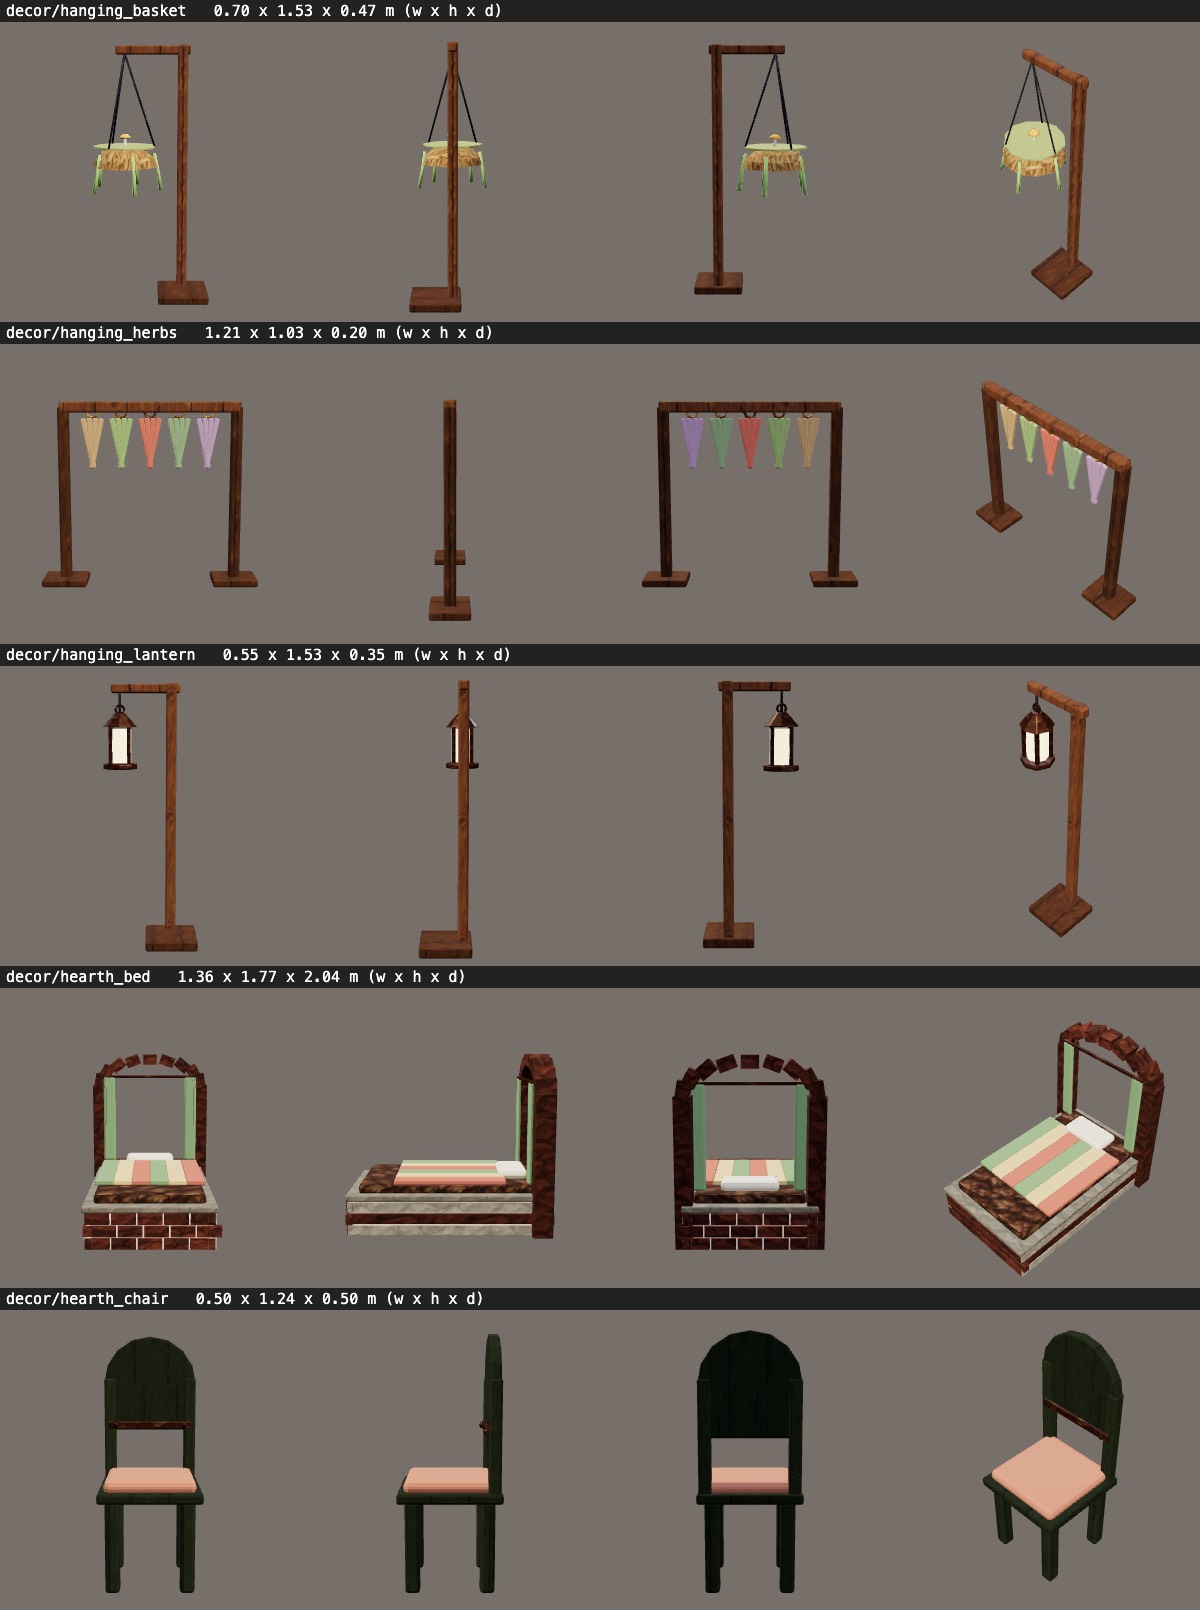 decor/hanging_basket   0.70 x 1.53 x 0.47 m (w x h x d)
decor/hanging_herbs   1.21 x 1.03 x 0.20 m (w x h x d)
decor/hanging_lantern   0.55 x 1.53 x 0.35 m (w x h x d)
decor/hearth_bed   1.36 x 1.77 x 2.04 m (w x h x d)
decor/hearth_chair   0.50 x 1.24 x 0.50 m (w x h x d)